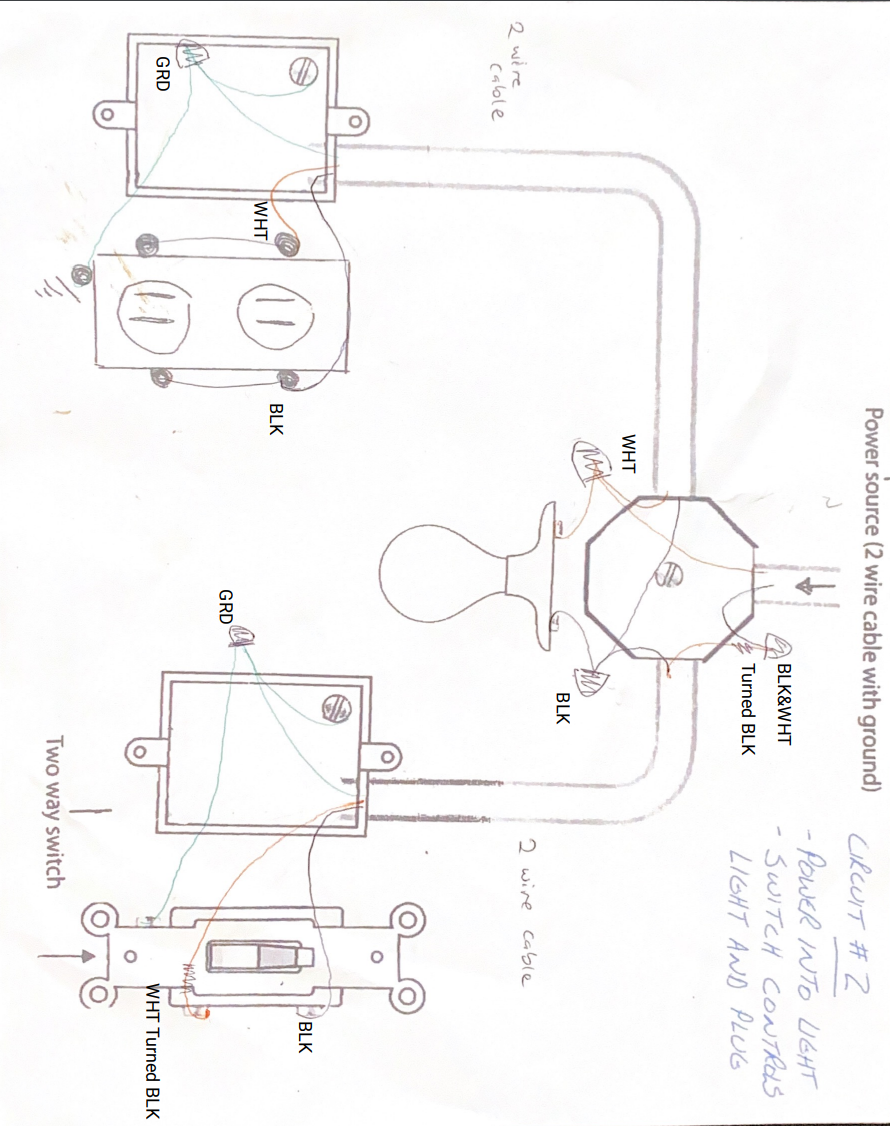 Power source (2 wire cable with ground)
CIRCUIT # 2
- POWER INTO LIGHT
- SWITCH CONTROLS
LIGHT AND PLUG
BLK&WHT
Turned BLK
WHT
BLK
2 wire
cable
2 wire cable
GRD
WHT
BLK
GRD
BLK
WHT Turned BLK
Two way switch